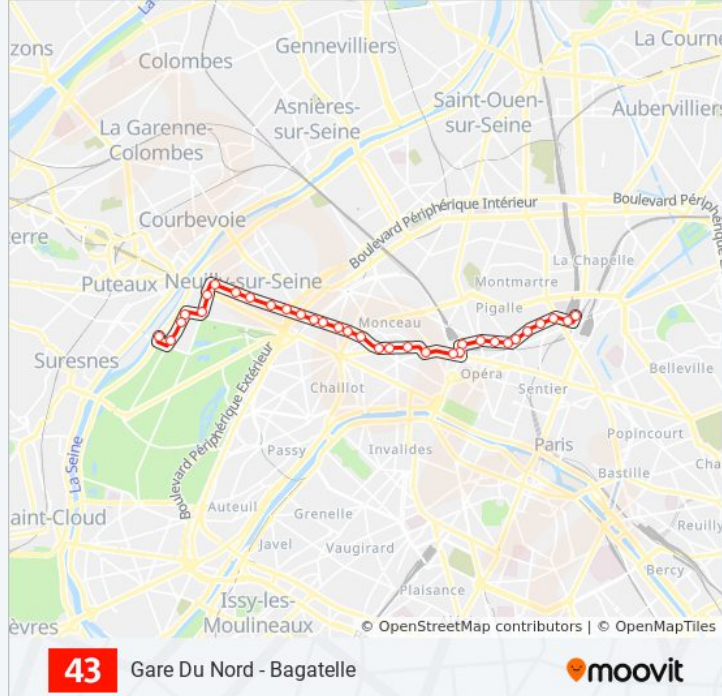 zons
Colombes
Gennevilliers
La Courne
Asnières-
sur-Seine
Saint-Ouen-
sur-Seine
Aubervilliers
La Garenne-
Colombes
Boulevard Périphérique Intérieur
Boulevard Périphérique
Courbevoie
erre
La Chapelle
Puteaux
Neuilly-sur-Seine
Montmartre
Pigalle
Monceau
Suresnes
Opéra
Belleville
Chaillot
Sentier
Boulevard Périphérique Extérieur
La Seine
Passy
Invalides
Paris
Popincourt
Bastille
Cha
Auteuil
Grenelle
aint-Cloud
Javel
Vaugirard
Reuilly
Bercy
Plaisance
Issy-les-
Moulineaux
èvres
© OpenStreetMap contributors | © OpenMapTiles
43
Gare Du Nord - Bagatelle
moovit